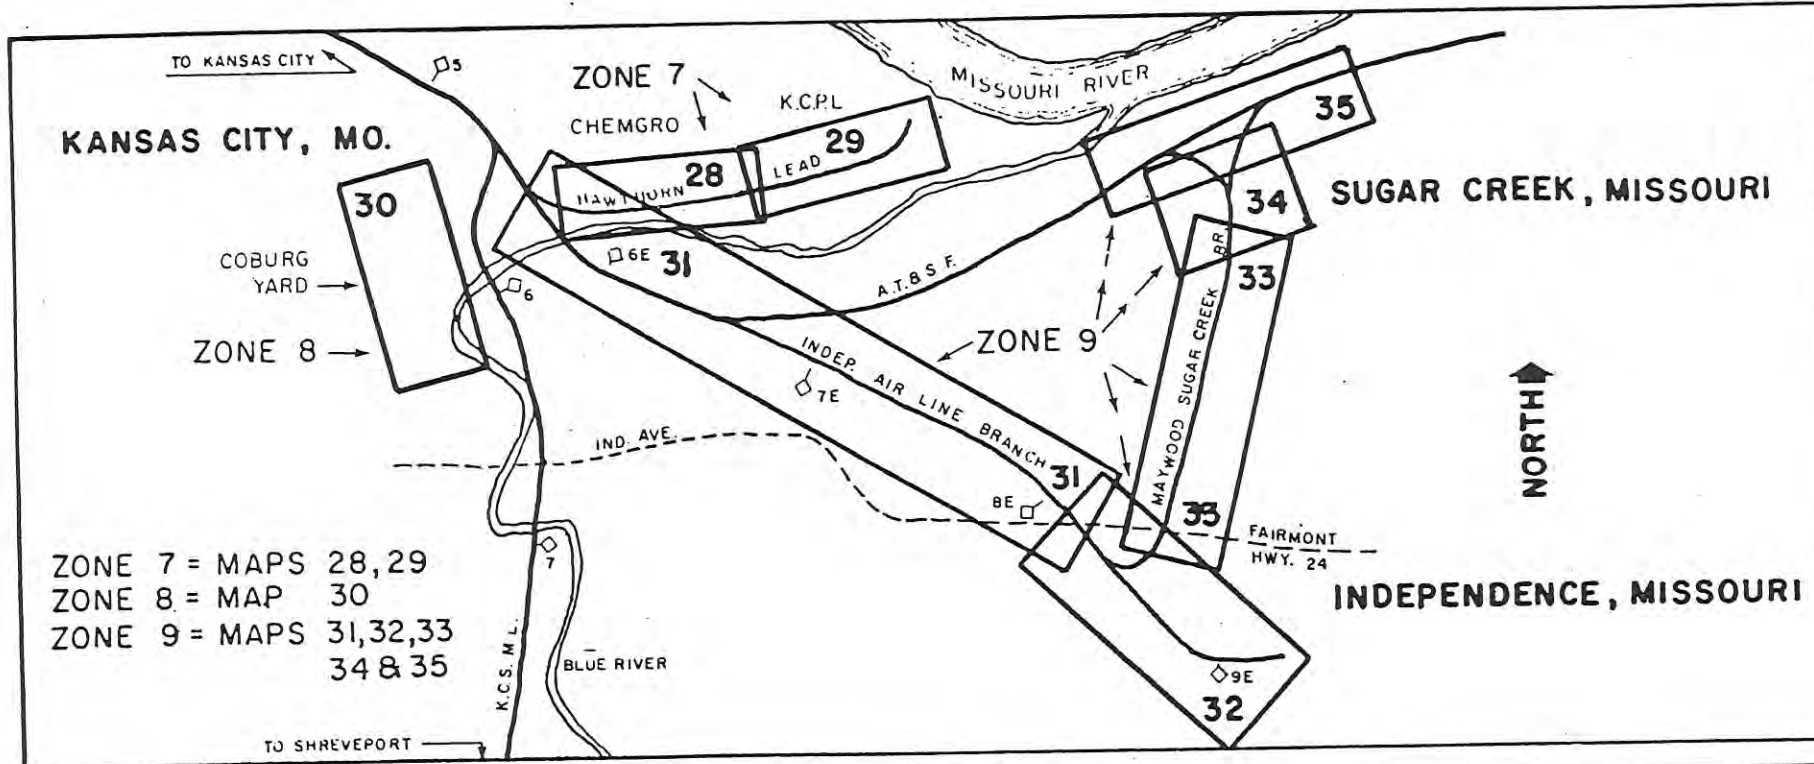 TO KANSAS CITY
5
ZONE 7
K.C.P.L
CHEMGRO
MISSOURI RIVER
KANSAS CITY, MO.
29
35
28
HAWTHORN
LEAD
30
34
SUGAR CREEK, MISSOURI
COBURG
YARD
6E
31
6
A.T.& S F.
BR.
33
ZONE 8
ZONE 9
7E
INDEP. AIR LINE BRANCH
MAYWOOD SUGAR CREEK
NORTH
IND. AVE.
31
8E
33
FAIRMONT
HWY. 24
7
ZONE 7 = MAPS 28,29
ZONE 8 = MAP 30
ZONE 9 = MAPS 31,32,33
34 & 35
INDEPENDENCE, MISSOURI
K.C.S. M.L.
BLUE RIVER
9E
32
TO SHREVEPORT